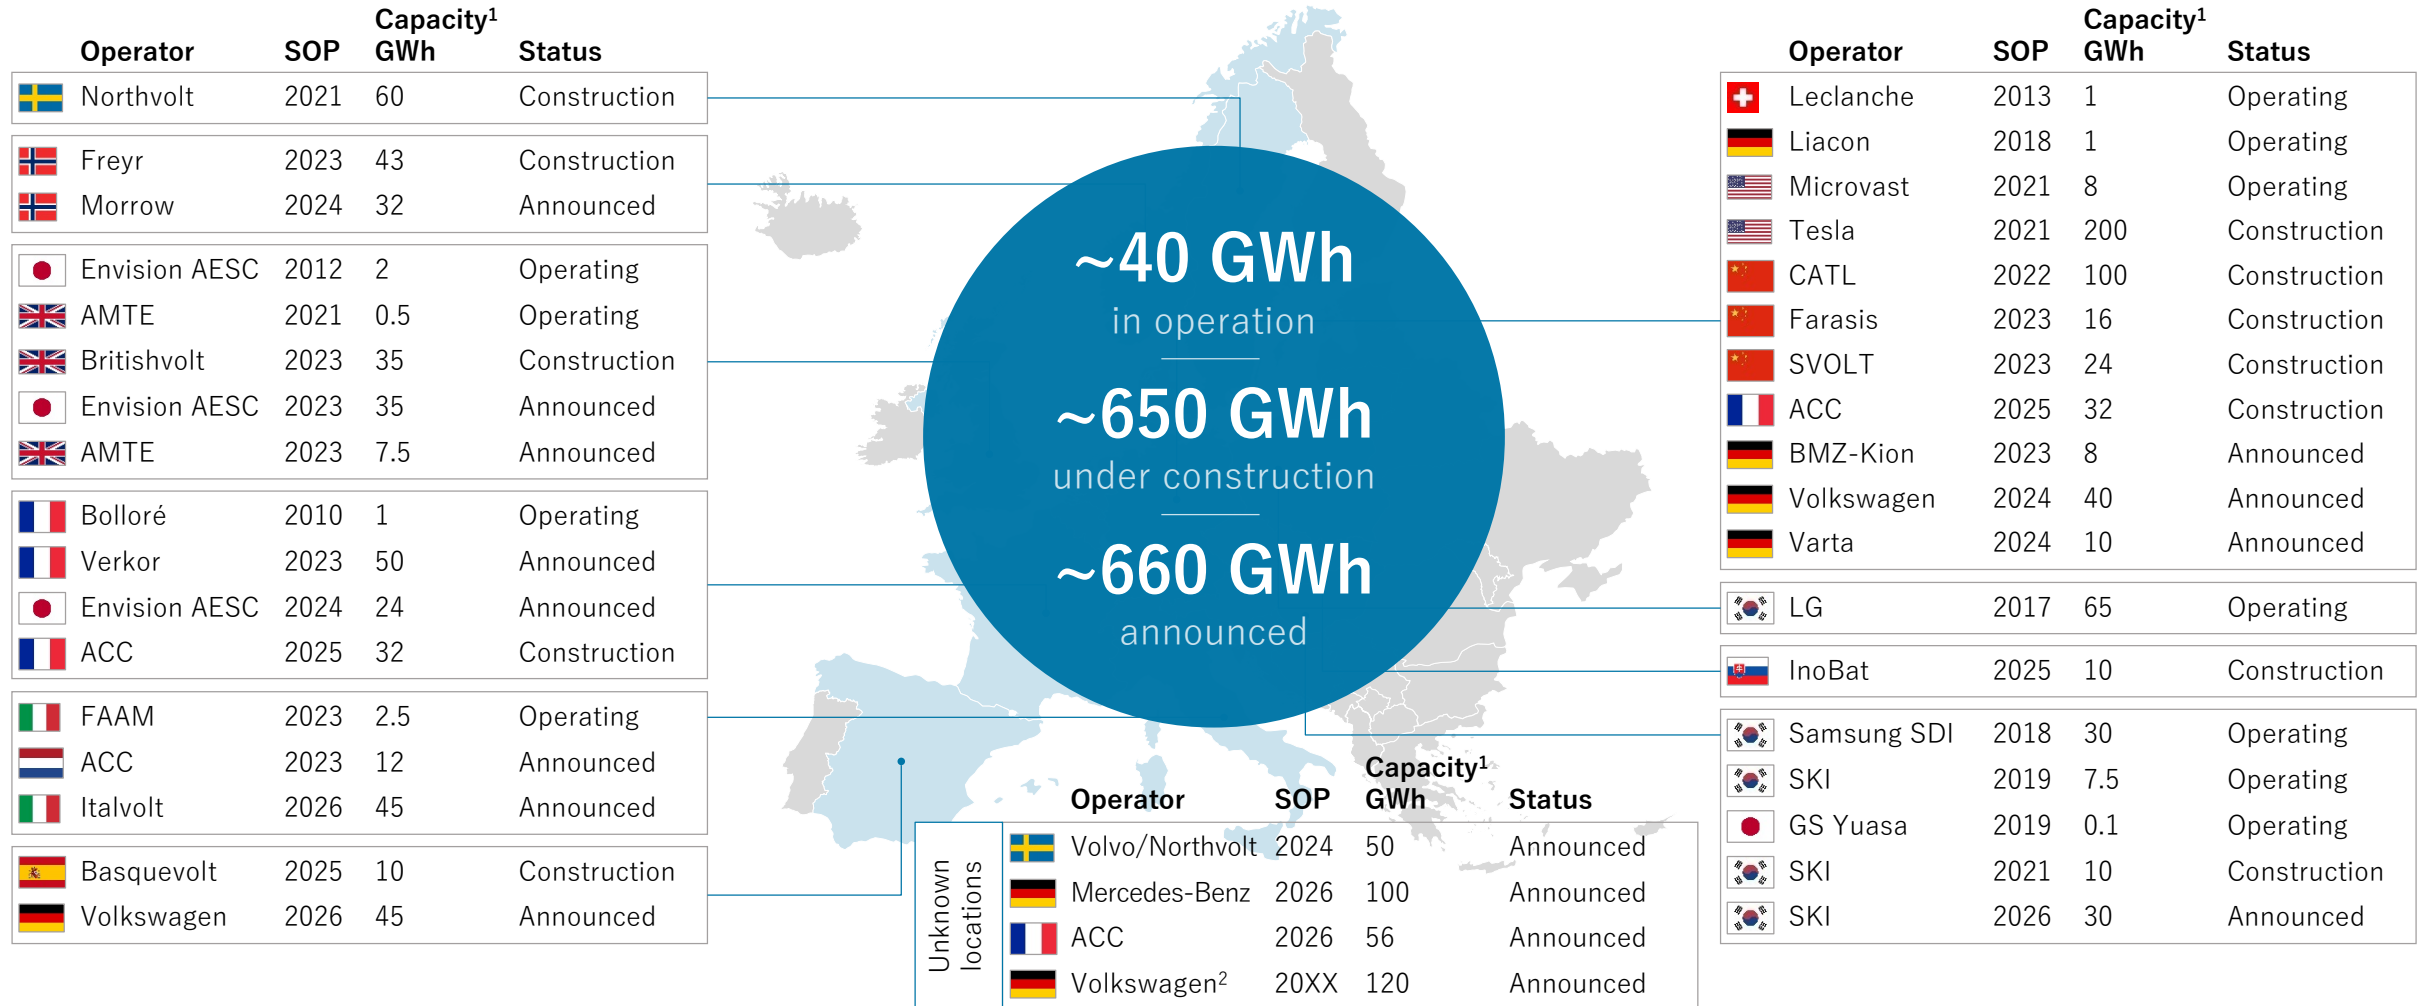 Operator SOP Capacity¹ GWh Status
Northvolt 2021 60 Construction
Freyr 2023 43 Construction
Morrow 2024 32 Announced
Envision AESC 2012 2 Operating
AMTE 2021 0.5 Operating
Britishvolt 2023 35 Construction
Envision AESC 2023 35 Announced
AMTE 2023 7.5 Announced
Bolloré 2010 1 Operating
Verkor 2023 50 Announced
Envision AESC 2024 24 Announced
ACC 2025 32 Construction
FAAM 2023 2.5 Operating
ACC 2023 12 Announced
Italvolt 2026 45 Announced
Basquevolt 2025 10 Construction
Volkswagen 2026 45 Announced
~40 GWh
in operation
~650 GWh
under construction
~660 GWh
announced
Operator SOP Capacity¹ GWh Status
Unknown locations
Volvo/Northvolt 2024 50 Announced
Mercedes-Benz 2026 100 Announced
ACC 2026 56 Announced
Volkswagen² 20XX 120 Announced
Operator SOP Capacity¹ GWh Status
Leclanche 2013 1 Operating
Liacon 2018 1 Operating
Microvast 2021 8 Operating
Tesla 2021 200 Construction
CATL 2022 100 Construction
Farasis 2023 16 Construction
SVOLT 2023 24 Construction
ACC 2025 32 Construction
BMZ-Kion 2023 8 Announced
Volkswagen 2024 40 Announced
Varta 2024 10 Announced
LG 2017 65 Operating
InoBat 2025 10 Construction
Samsung SDI 2018 30 Operating
SKI 2019 7.5 Operating
GS Yuasa 2019 0.1 Operating
SKI 2021 10 Construction
SKI 2026 30 Announced